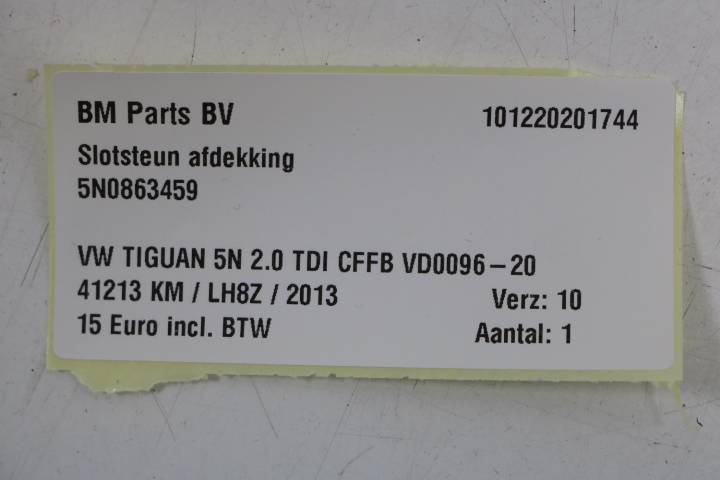 BM Parts BV 101220201744
Slotsteun afdekking
5N0863459
VW TIGUAN 5N 2.0 TDI CFFB VD0096-20
41213 KM / LH8Z / 2013 Verz: 10
15 Euro incl. BTW Aantal: 1